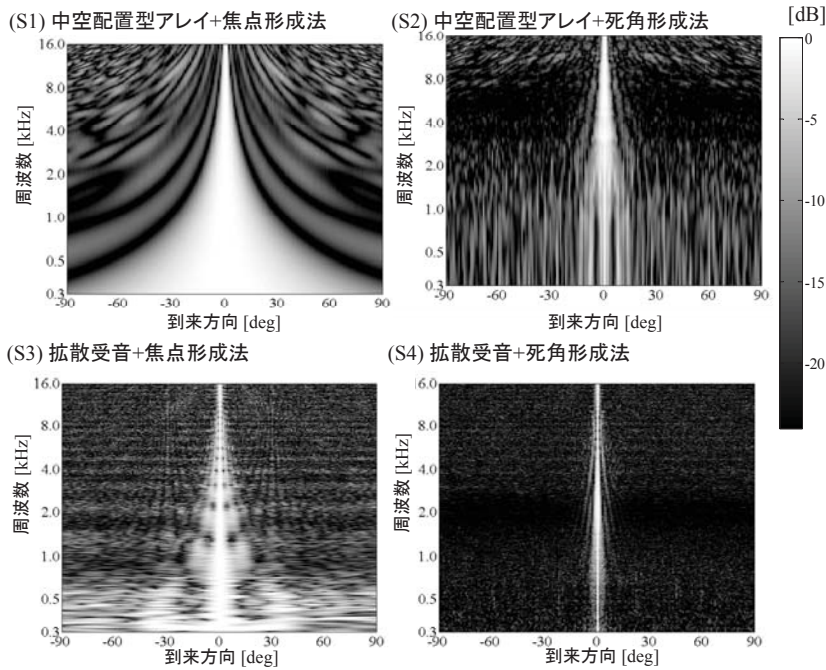 (S1) 中空配置型アレイ+焦点形成法
(S2) 中空配置型アレイ+死角形成法
[dB]
16.0
8.0
4.0
2.0
1.0
0.5
0.3
周波数 [kHz]
-90 -60 -30 0 30 60 90
到来方向 [deg]
16.0
8.0
4.0
2.0
1.0
0.5
0.3
周波数 [kHz]
-90 -60 -30 0 30 60 90
到来方向 [deg]
0
-5
-10
-15
-20
(S3) 拡散受音+焦点形成法
(S4) 拡散受音+死角形成法
16.0
8.0
4.0
2.0
1.0
0.5
0.3
周波数 [kHz]
-90 -60 -30 0 30 60 90
到来方向 [deg]
16.0
8.0
4.0
2.0
1.0
0.5
0.3
周波数 [kHz]
-90 -60 -30 0 30 60 90
到来方向 [deg]